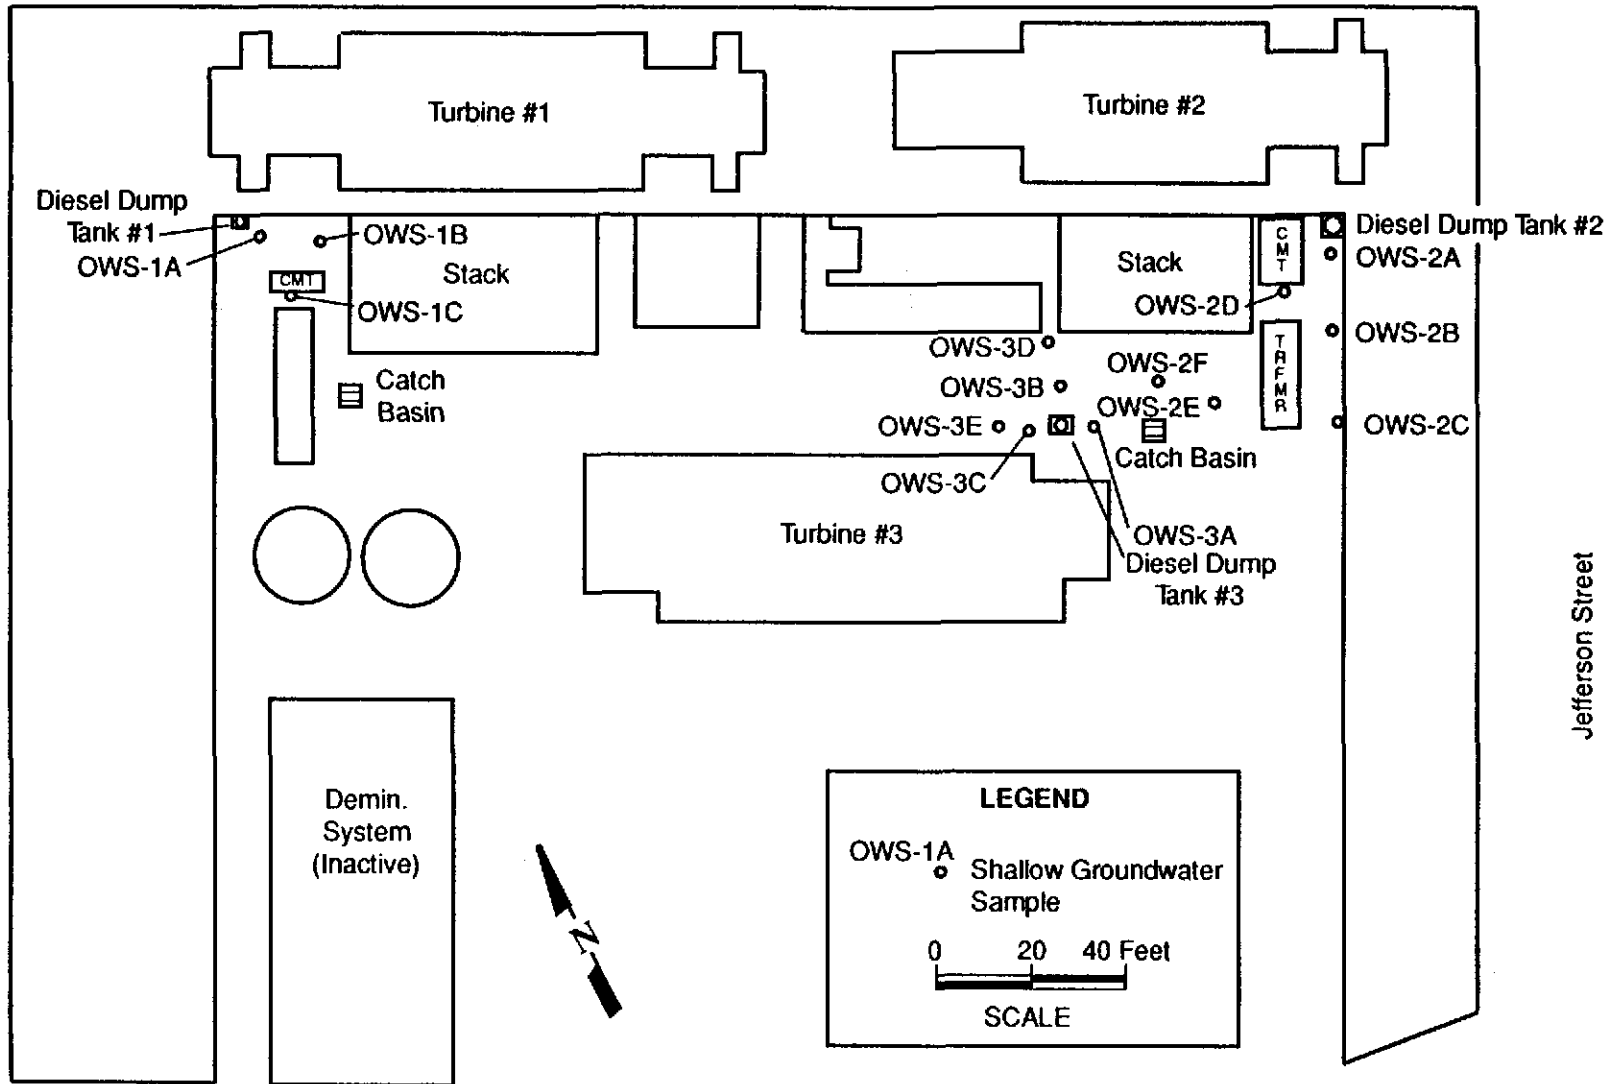 Turbine #1
Turbine #2
Diesel Dump
Tank #1
OWS-1A
OWS-1B
CMT
OWS-1C
Stack
Stack
CMT
Diesel Dump Tank #2
OWS-2A
OWS-2D
OWS-2B
TRFMR
OWS-3D
OWS-2F
OWS-3B
OWS-2E
OWS-2C
Catch
Basin
OWS-3E
Catch Basin
OWS-3C
Turbine #3
OWS-3A
Diesel Dump
Tank #3
Jefferson Street
Demin.
System
(Inactive)
N
LEGEND
OWS-1A
Shallow Groundwater
Sample
0 20 40 Feet
SCALE